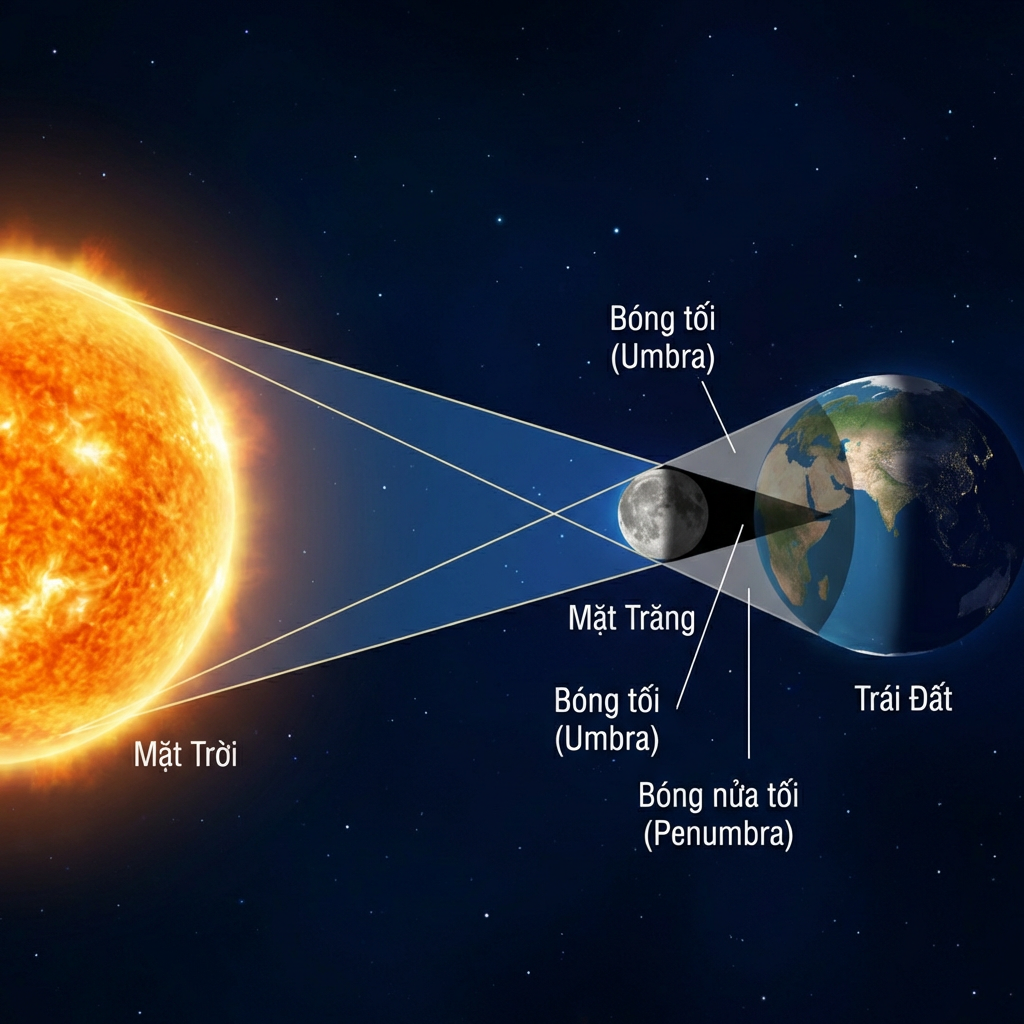 Bóng tối
(Umbra)
Mặt Trăng
Bóng tối
(Umbra)
Trái Đất
Mặt Trời
Bóng nửa tối
(Penumbra)